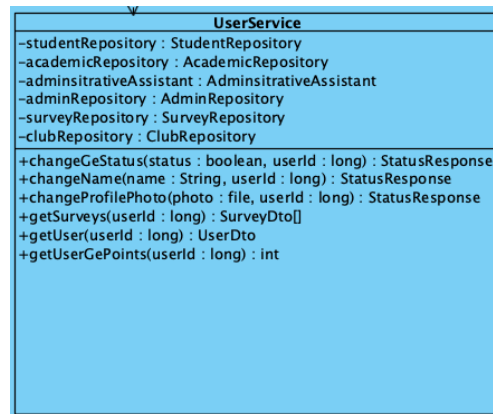 UserService
-studentRepository : StudentRepository
-academicRepository : AcademicRepository
-adminsitrativeAssistant : AdminsitrativeAssistant
-adminRepository : AdminRepository
-surveyRepository : SurveyRepository
-clubRepository : ClubRepository
+changeGeStatus(status : boolean, userId : long) : StatusResponse
+changeName(name : String, userId : long) : StatusResponse
+changeProfilePhoto(photo : file, userId : long) : StatusResponse
+getSurveys(userId : long) : SurveyDto[]
+getUser(userId : long) : UserDto
+getUserGePoints(userId : long) : int